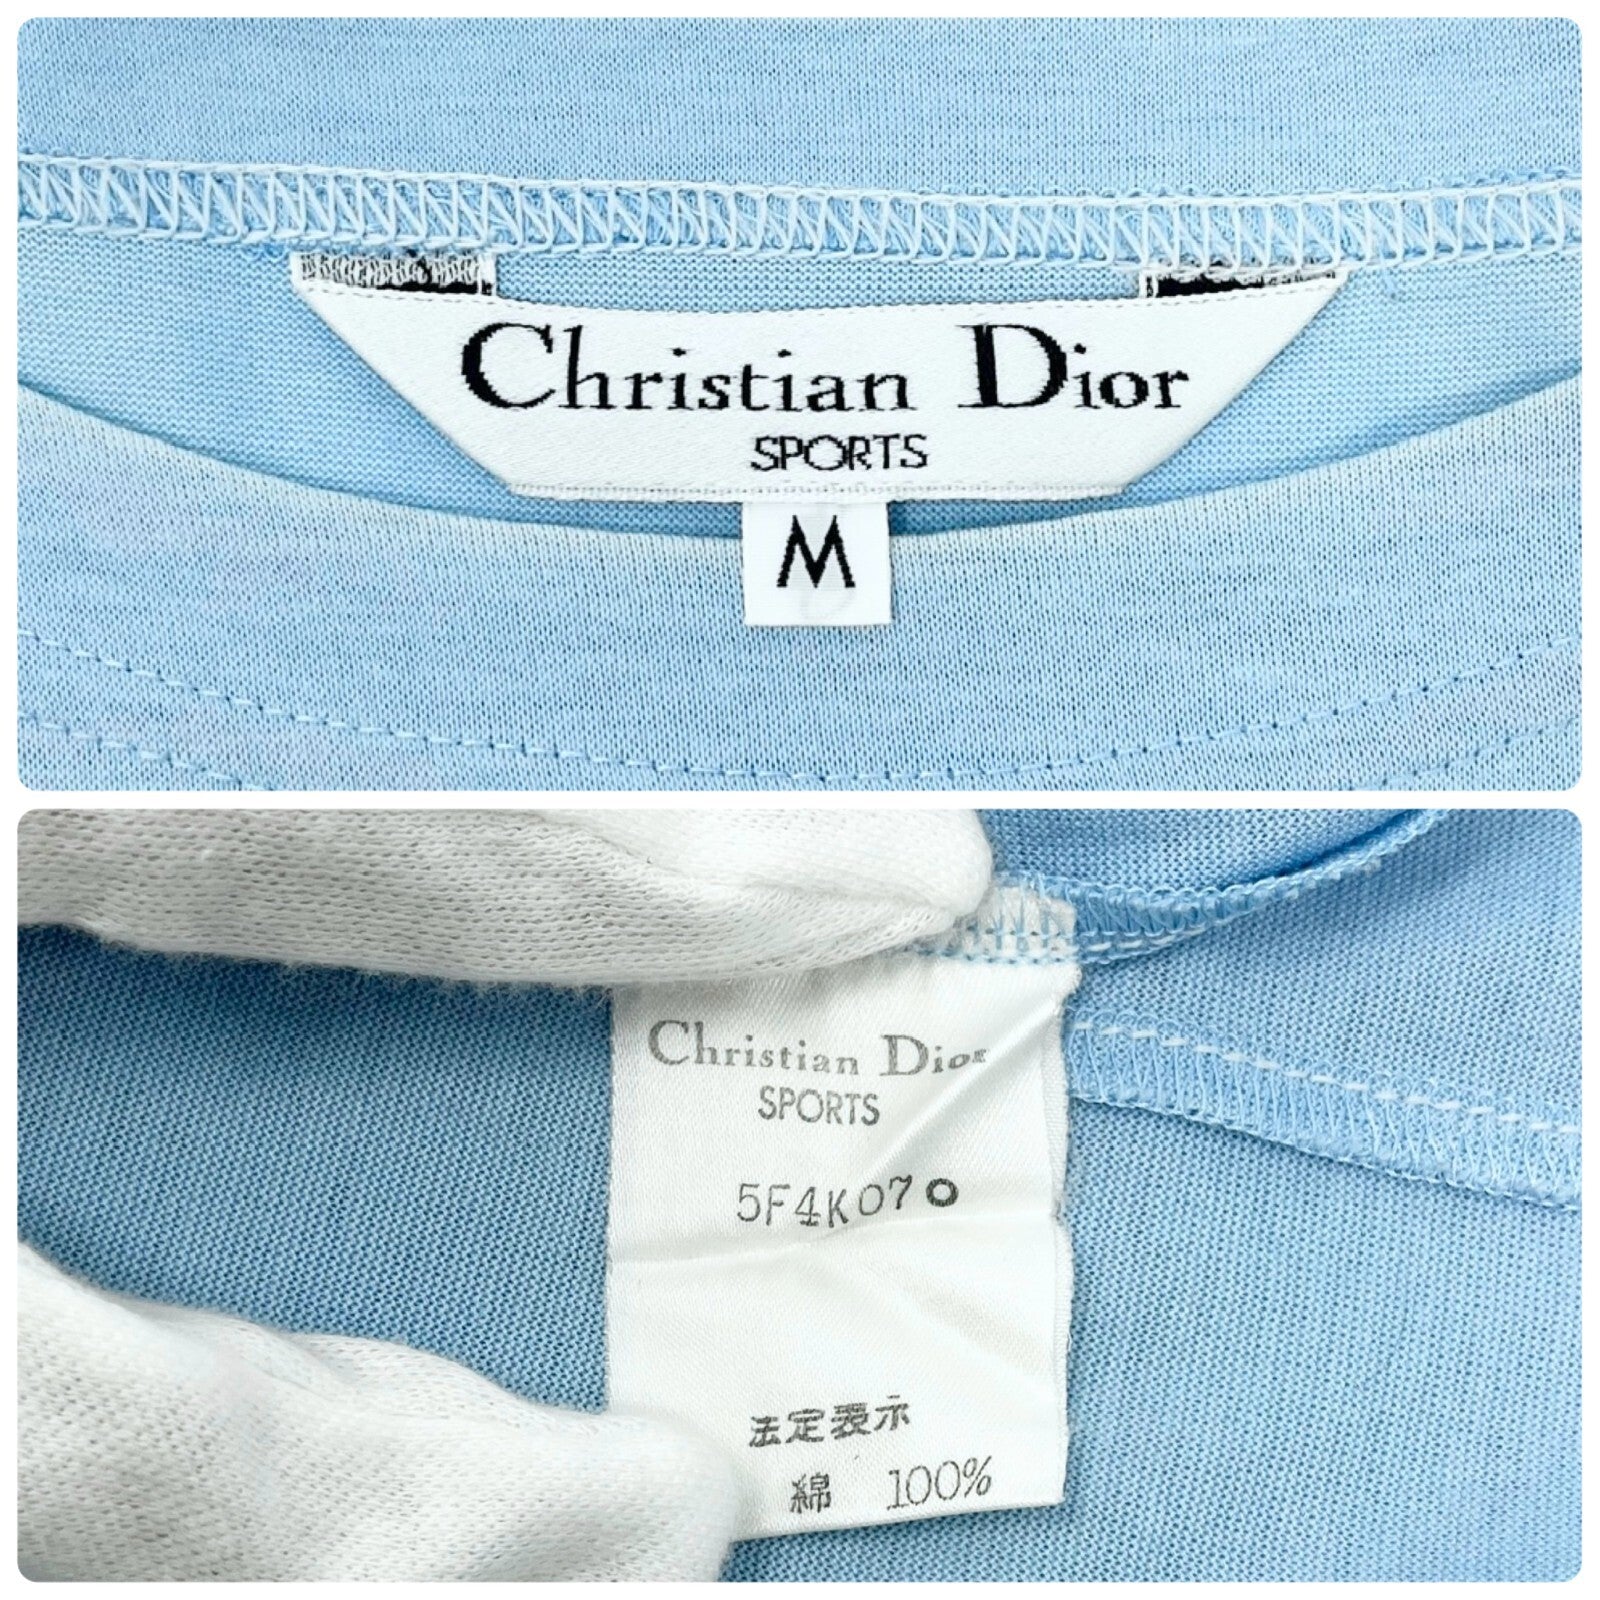 Christian Dior
SPORTS
M
Christian Dior
SPORTS
5F4K070
法定表示
綿 100%